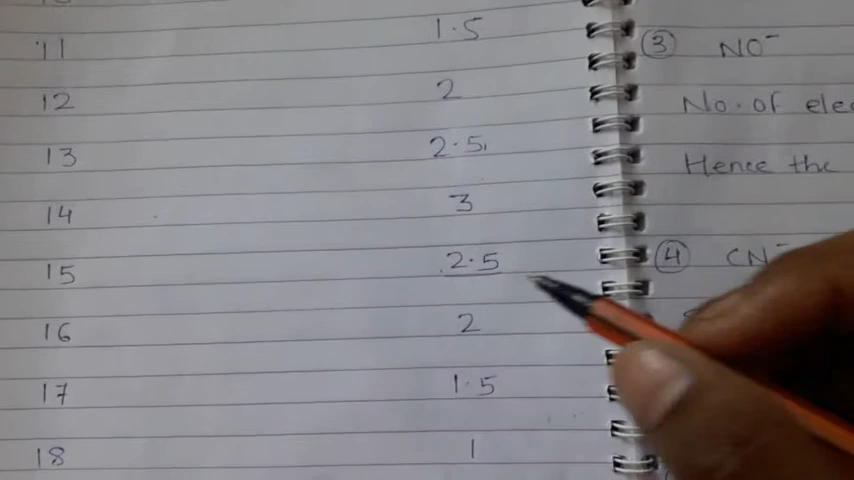 11 1.5
12 2
13 2.5
14 3
15 2.5
16 2
17 1.5
18 1
③ NO⁻
No. of
Hence the
④ CN⁻